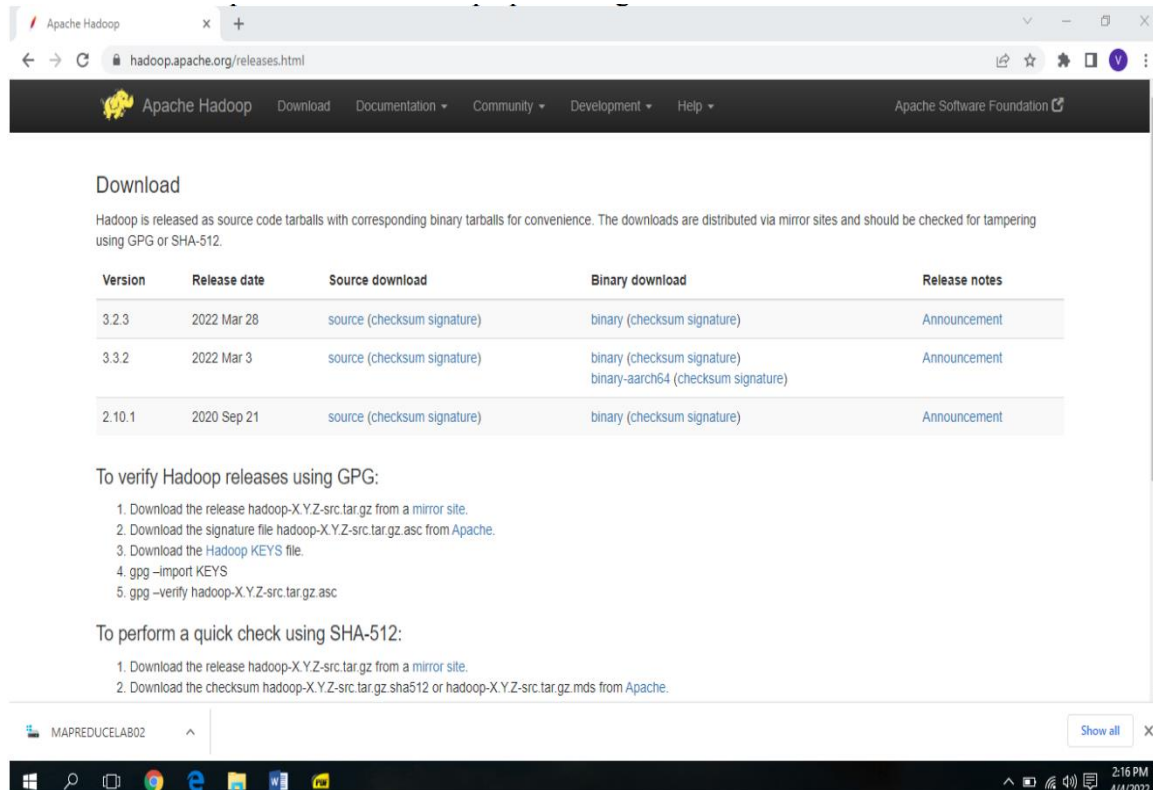 Apache Hadoop
hadoop.apache.org/releases.html
V
Apache Hadoop Download Documentation Community Development Help Apache Software Foundation
Download
Hadoop is released as source code tarballs with corresponding binary tarballs for convenience. The downloads are distributed via mirror sites and should be checked for tampering
using GPG or SHA-512.
Version Release date Source download Binary download Release notes
3.2.3 2022 Mar 28 source (checksum signature) binary (checksum signature) Announcement
3.3.2 2022 Mar 3 source (checksum signature) binary (checksum signature) Announcement
binary-aarch64 (checksum signature)
2.10.1 2020 Sep 21 source (checksum signature) binary (checksum signature) Announcement
To verify Hadoop releases using GPG:
1. Download the release hadoop-X.Y.Z-src.tar.gz from a mirror site.
2. Download the signature file hadoop-X.Y.Z-src.tar.gz.asc from Apache.
3. Download the Hadoop KEYS file.
4. gpg –import KEYS
5. gpg –verify hadoop-X.Y.Z-src.tar.gz.asc
To perform a quick check using SHA-512:
1. Download the release hadoop-X.Y.Z-src.tar.gz from a mirror site.
2. Download the checksum hadoop-X.Y.Z-src.tar.gz.sha512 or hadoop-X.Y.Z-src.tar.gz.mds from Apache.
MAPREDUCELAB02 Show all
2:16 PM
4/4/2022